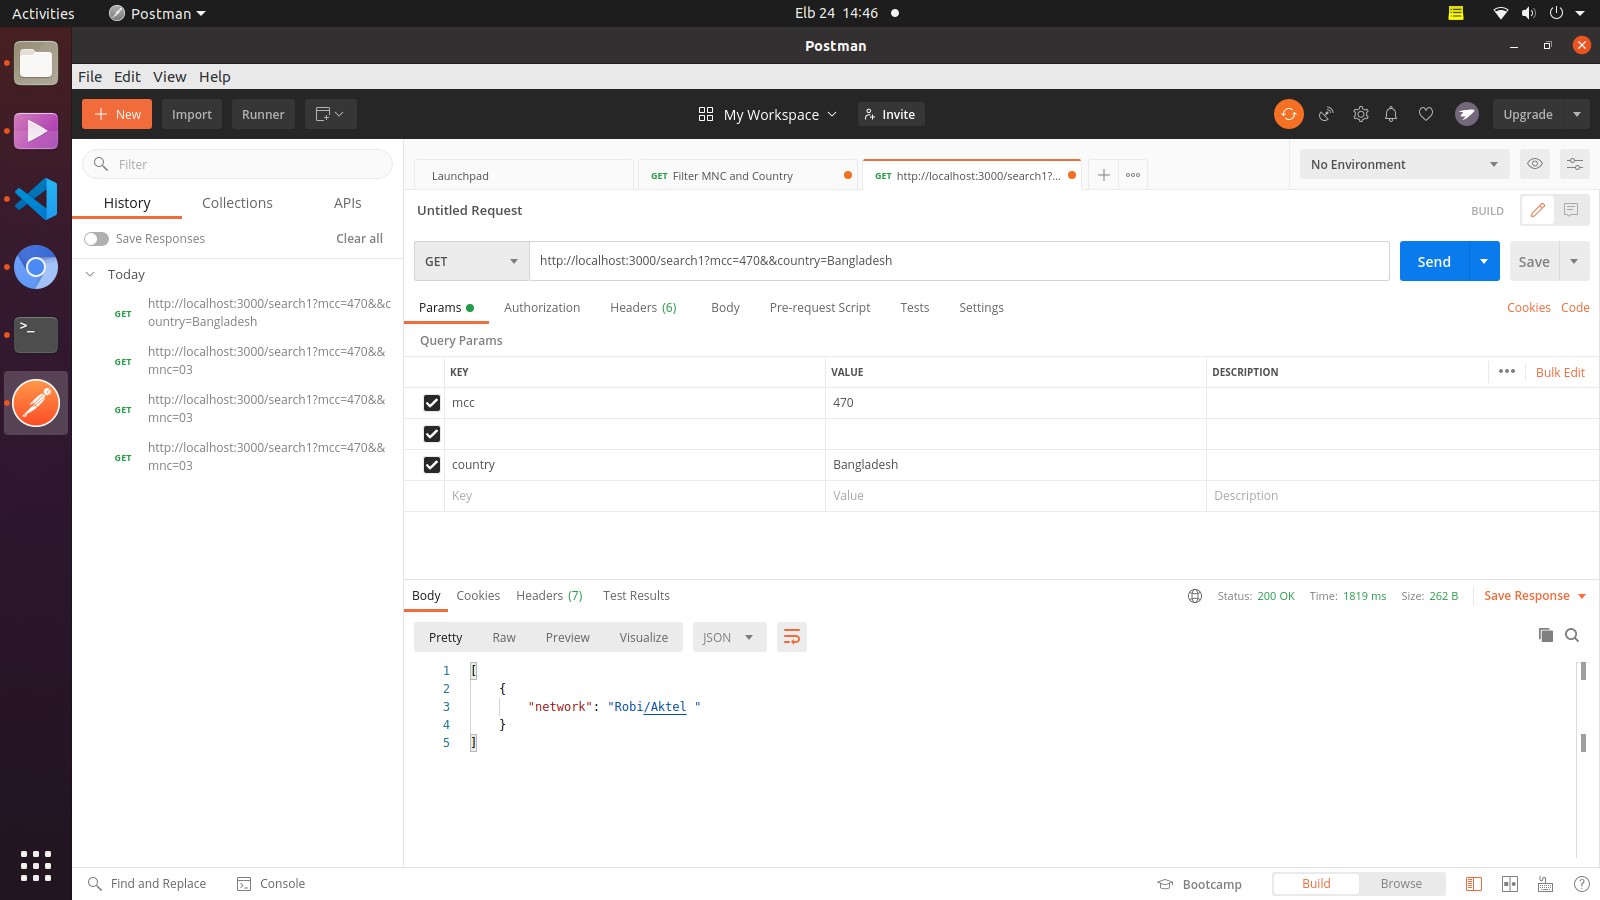 Activities
Postman
Elb 24 14:46
Postman
File Edit View Help
New
Import
Runner
My Workspace
Invite
Upgrade
Filter
History
Collections
APIs
Save Responses
Clear all
Today
GET http://localhost:3000/search1?mcc=470&&c
ountry=Bangladesh
GET http://localhost:3000/search1?mcc=470&&
mnc=03
GET http://localhost:3000/search1?mcc=470&&
mnc=03
GET http://localhost:3000/search1?mcc=470&&
mnc=03
Launchpad
GET Filter MNC and Country
GET http://localhost:3000/search1?...
No Environment
Untitled Request
BUILD
GET
http://localhost:3000/search1?mcc=470&&country=Bangladesh
Send
Save
Params
Authorization
Headers (6)
Body
Pre-request Script
Tests
Settings
Cookies
Code
Query Params
KEY VALUE DESCRIPTION
Bulk Edit
mcc 470
country Bangladesh
Key Value Description
Body
Cookies
Headers (7)
Test Results
Status: 200 OK
Time: 1819 ms
Size: 262 B
Save Response
Pretty
Raw
Preview
Visualize
JSON
1 [
2 {
3 "network": "Robi/Aktel "
4 }
5 ]
Find and Replace
Console
Bootcamp
Build
Browse